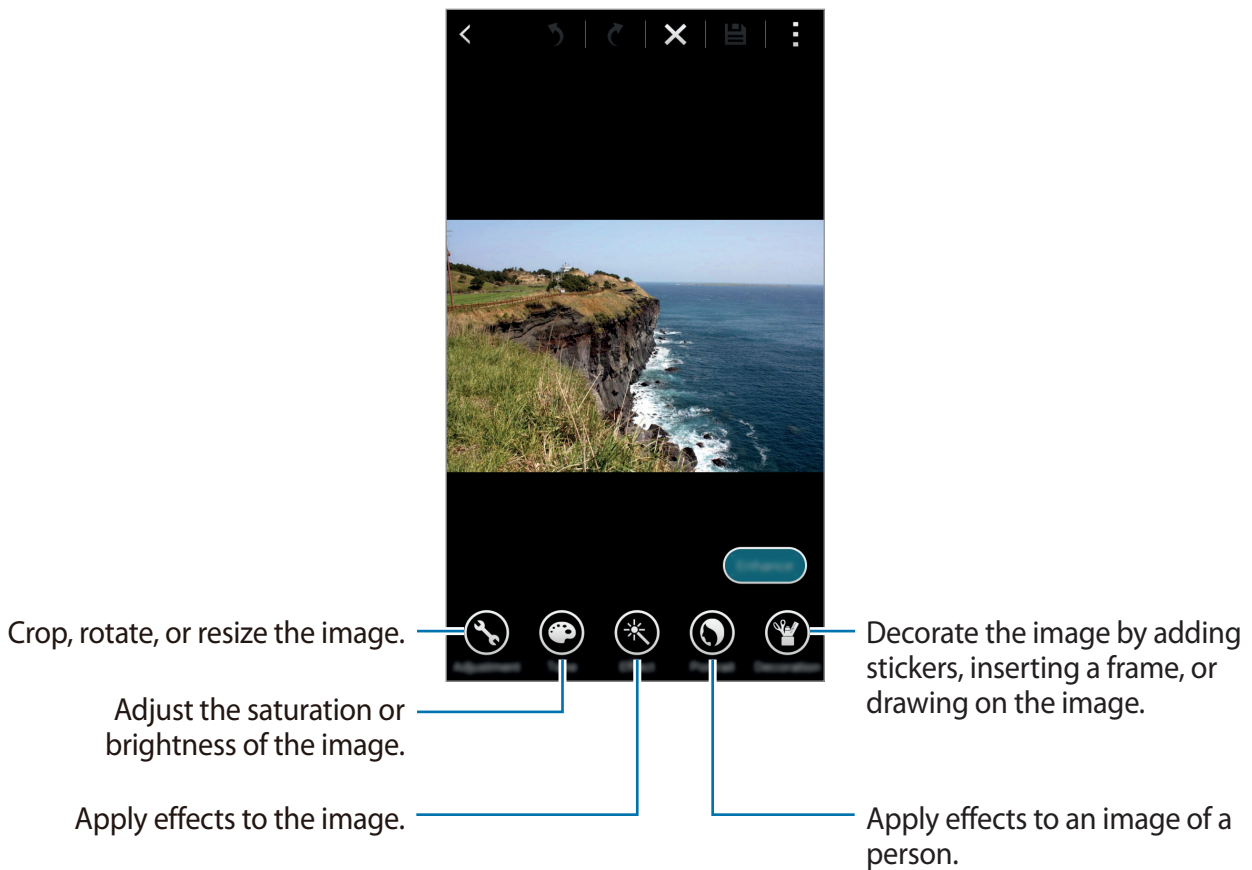 Crop, rotate, or resize the image.
Adjust the saturation or
brightness of the image.
Apply effects to the image.
Decorate the image by adding
stickers, inserting a frame, or
drawing on the image.
Apply effects to an image of a
person.